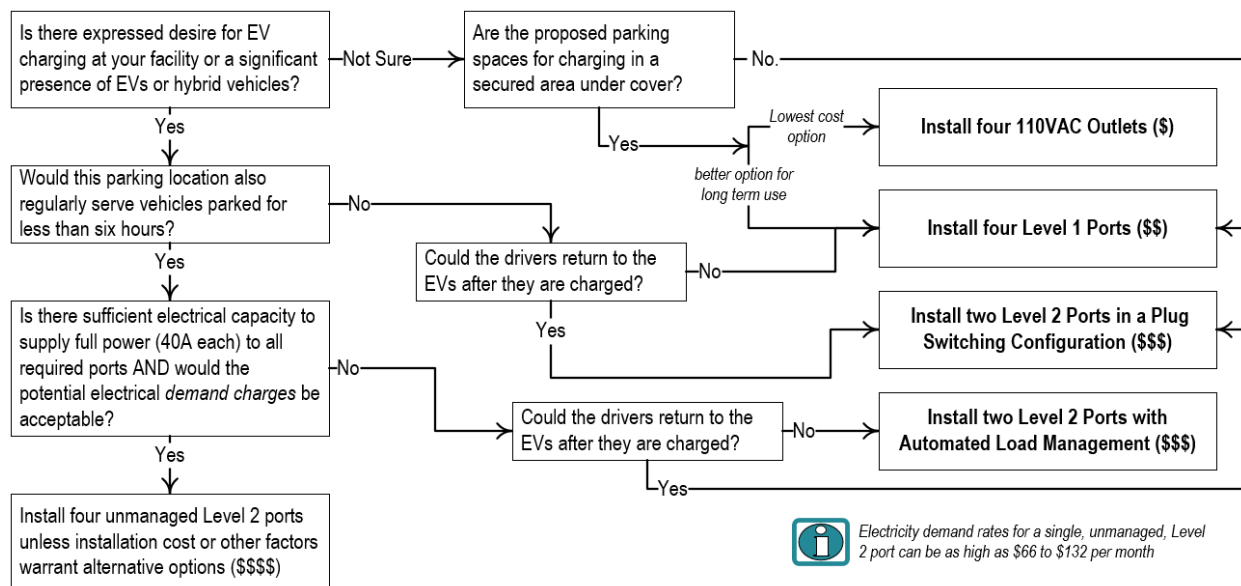 Is there expressed desire for EV
charging at your facility or a significant
presence of EVs or hybrid vehicles?
Not Sure
Are the proposed parking
spaces for charging in a
secured area under cover?
No.
Yes
Yes
Lowest cost
option
better option for
long term use
Install four 110VAC Outlets ($)
Would this parking location also
regularly serve vehicles parked for
less than six hours?
No
Install four Level 1 Ports ($$)
Yes
Could the drivers return to the
EVs after they are charged?
No
Yes
Install two Level 2 Ports in a Plug
Switching Configuration ($$$)
Is there sufficient electrical capacity to
supply full power (40A each) to all
required ports AND would the
potential electrical demand charges be
acceptable?
No
Could the drivers return to the
EVs after they are charged?
No
Install two Level 2 Ports with
Automated Load Management ($$$)
Yes
Yes
Install four unmanaged Level 2 ports
unless installation cost or other factors
warrant alternative options ($$$$)
i
Electricity demand rates for a single, unmanaged, Level
2 port can be as high as $66 to $132 per month